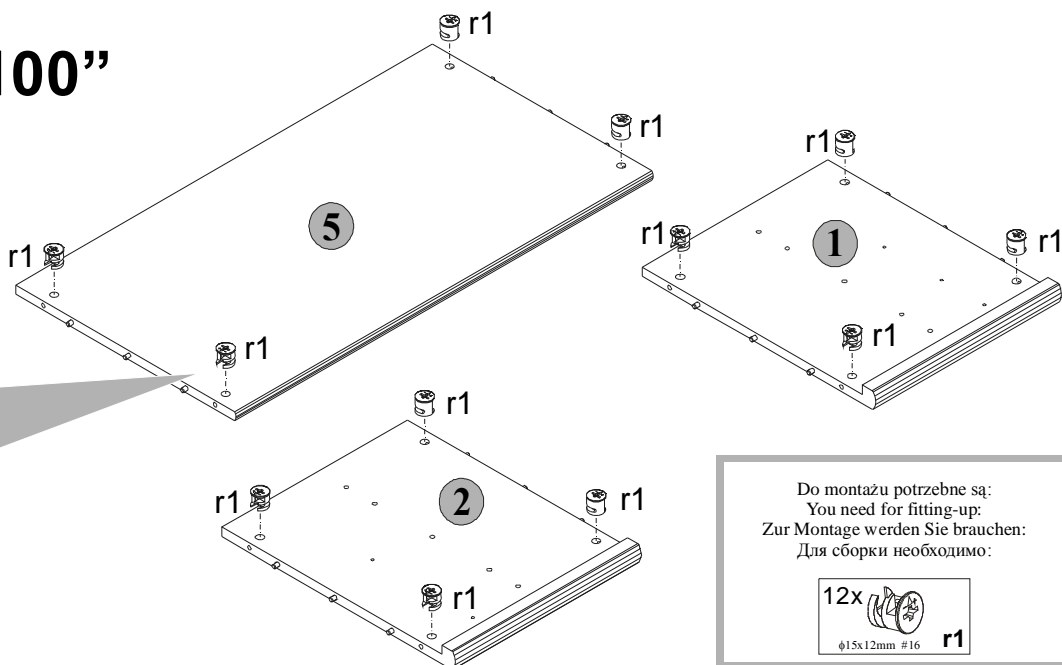 100”
r1
r1
r1
r1
5
r1
r1
r1
r1
1
r1
r1
r1
r1
2
Do montażu potrzebne są:
You need for fitting-up:
Zur Montage werden Sie brauchen:
Для сборки необходимо:
12x
ϕ15x12mm #16
r1